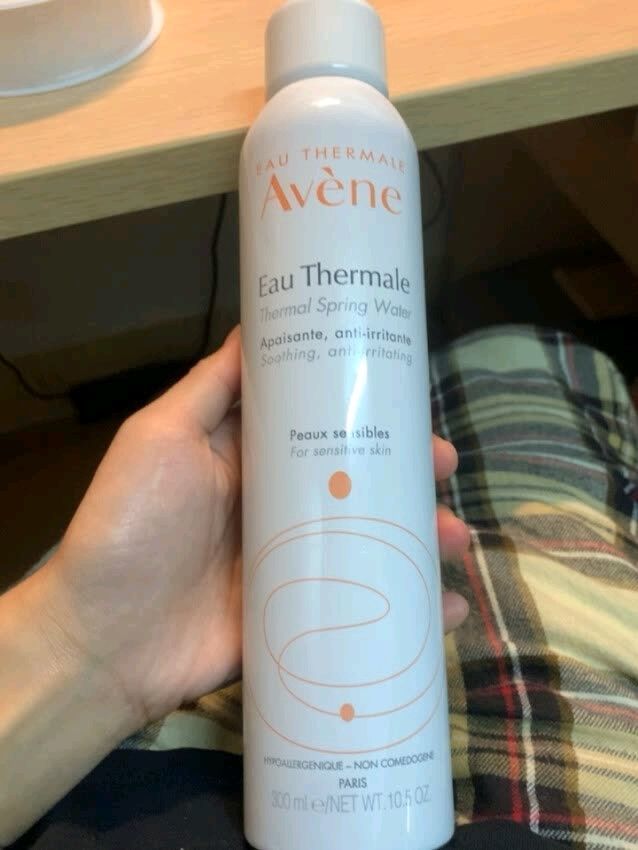 EAU THERMALE
Avène
Eau Thermale
Thermal Spring Water
Apaisante, anti-irritante
Soothing, anti-irritating
Peaux sensibles
For sensitive skin
HYPOALLERGENIQUE – NON COMEDOGENE
PARIS
300 ml e/NET WT.10.5 OZ.